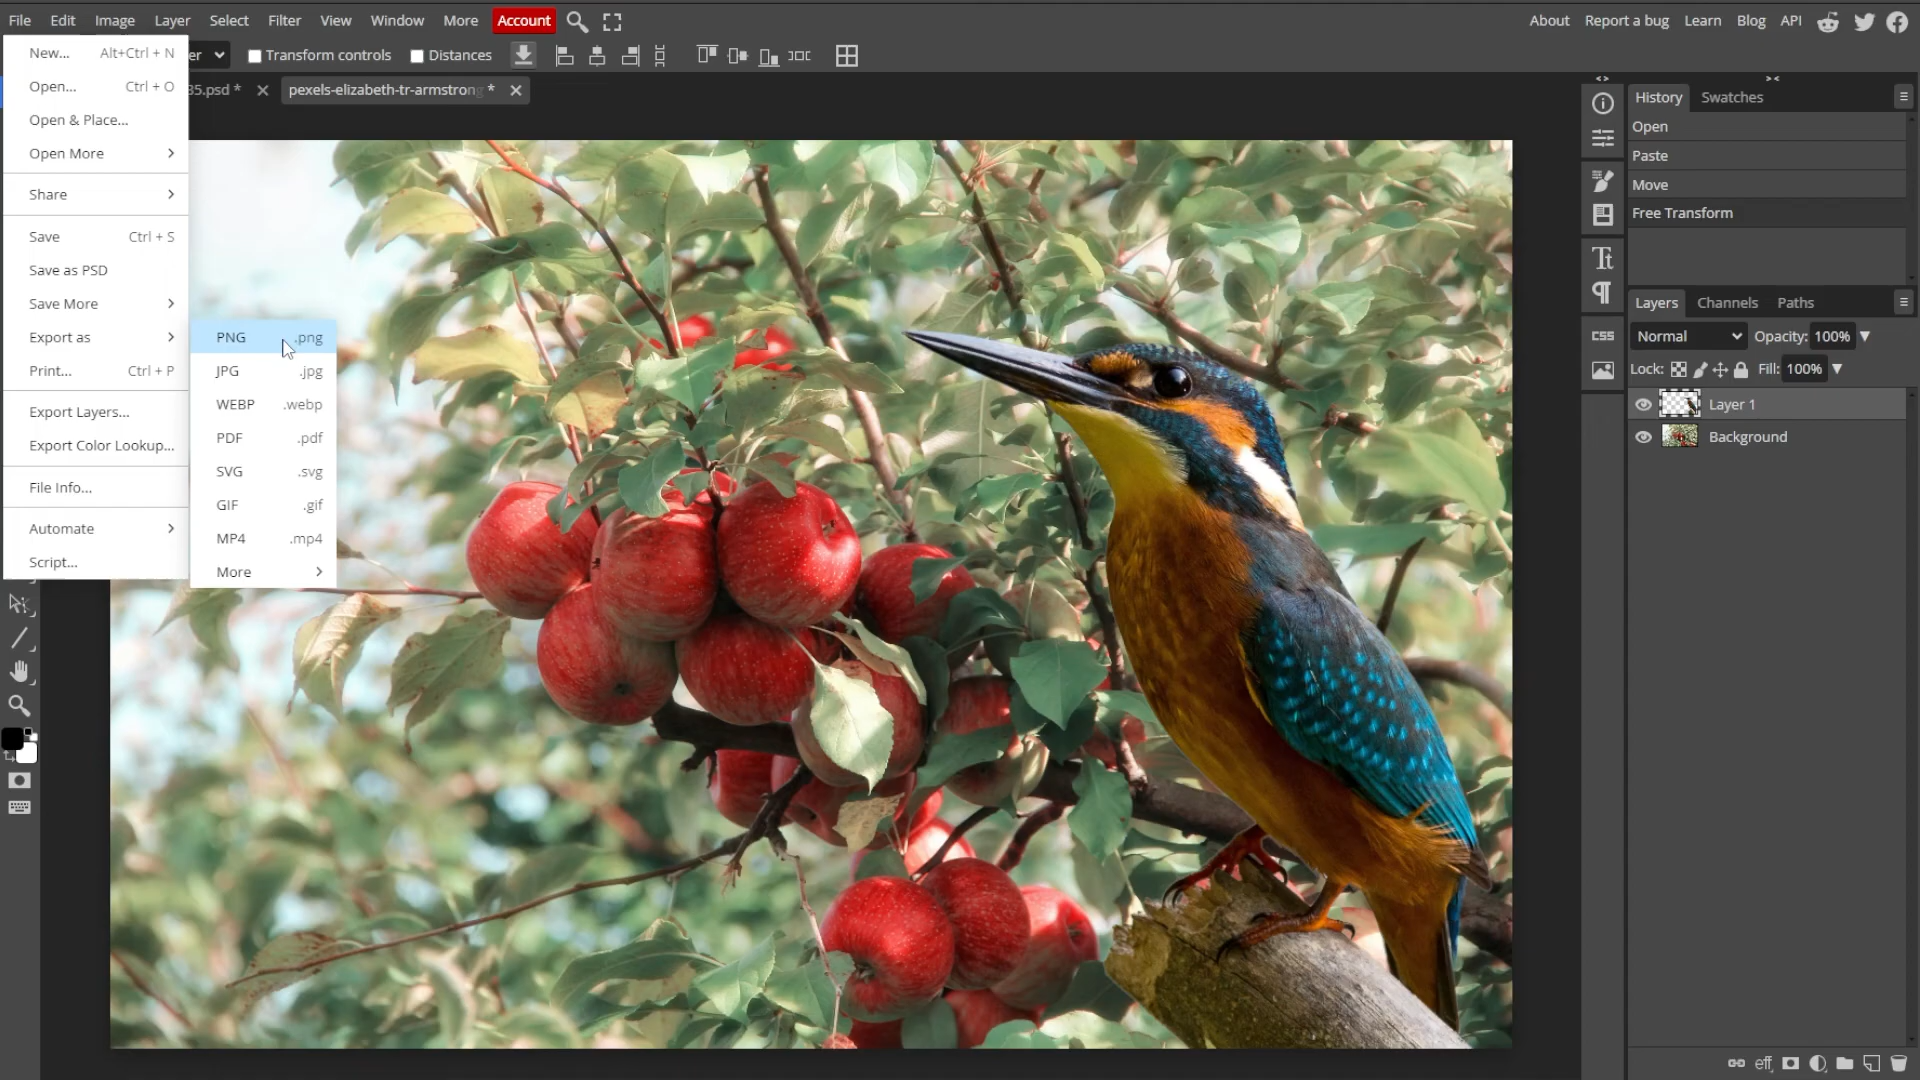 File Edit Image Layer Select Filter View Window More Account About Report a bug Learn Blog API
er Transform controls Distances
35.psd * pexels-elizabeth-tr-armstrong *
New... Alt+Ctrl + N
Open... Ctrl + O
Open & Place...
Open More
Share
Save Ctrl + S
Save as PSD
Save More
Export as
Print... Ctrl + P
Export Layers...
Export Color Lookup...
File Info...
Automate
Script...
PNG .png
JPG .jpg
WEBP .webp
PDF .pdf
SVG .svg
GIF .gif
MP4 .mp4
More
CSS
History Swatches
Open
Paste
Move
Free Transform
Layers Channels Paths
Normal Opacity: 100%
Lock: Fill: 100%
Layer 1
Background
eff